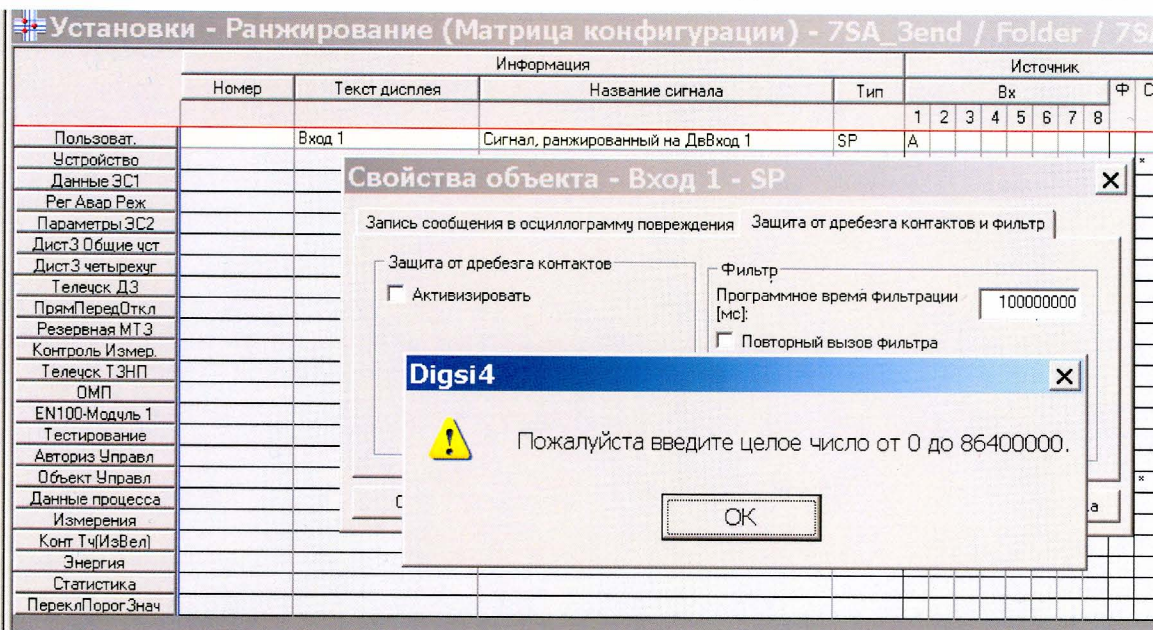 Установки - Ранжирование (Матрица конфигурации) - 7SA_3end / Folder / 7SA
Информация Источник
Номер Текст дисплея Название сигнала Тип Вх Ф С
1 2 3 4 5 6 7 8
Пользоват. Вход 1 Сигнал, ранжированный на ДвВход 1 SP А
Устройство *
Данные ЭС1
Рег Авар Реж
Параметры ЭС2
ДистЗ Общие уст
ДистЗ четырехуг
Телеуск ДЗ
ПрямПередОткл
Резервная МТЗ
Контроль Измер.
Телеуск ТЗНП
ОМП
EN100-Модуль 1
Тестирование
Авториз Управл
Объект Управл *
Данные процесса
Измерения
Конт Тч(ИзВел)
Энергия
Статистика
ПереклПорогЗнач
Свойства объекта - Вход 1 - SP
Запись сообщения в осциллограмму повреждения Защита от дребезга контактов и фильтр
Защита от дребезга контактов
Активизировать
Фильтр
Программное время фильтрации 100000000
[мс]:
Повторный вызов фильтра
Digsi4
Пожалуйста введите целое число от 0 до 86400000.
OK